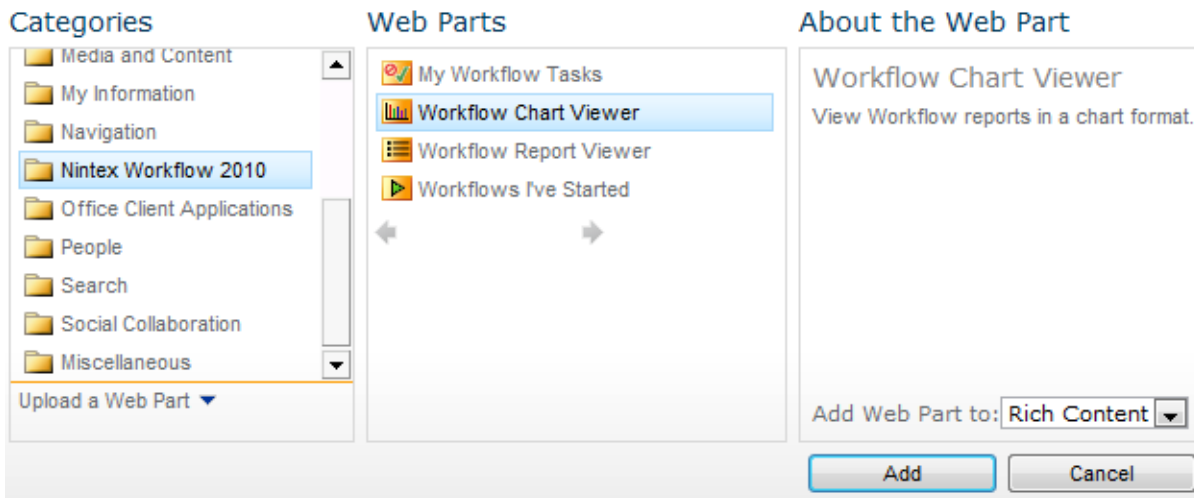 Categories
Media and Content
My Information
Navigation
Nintex Workflow 2010
Office Client Applications
People
Search
Social Collaboration
Miscellaneous
Upload a Web Part
Web Parts
My Workflow Tasks
Workflow Chart Viewer
Workflow Report Viewer
Workflows I've Started
About the Web Part
Workflow Chart Viewer
View Workflow reports in a chart format.
Add Web Part to: Rich Content
Add
Cancel